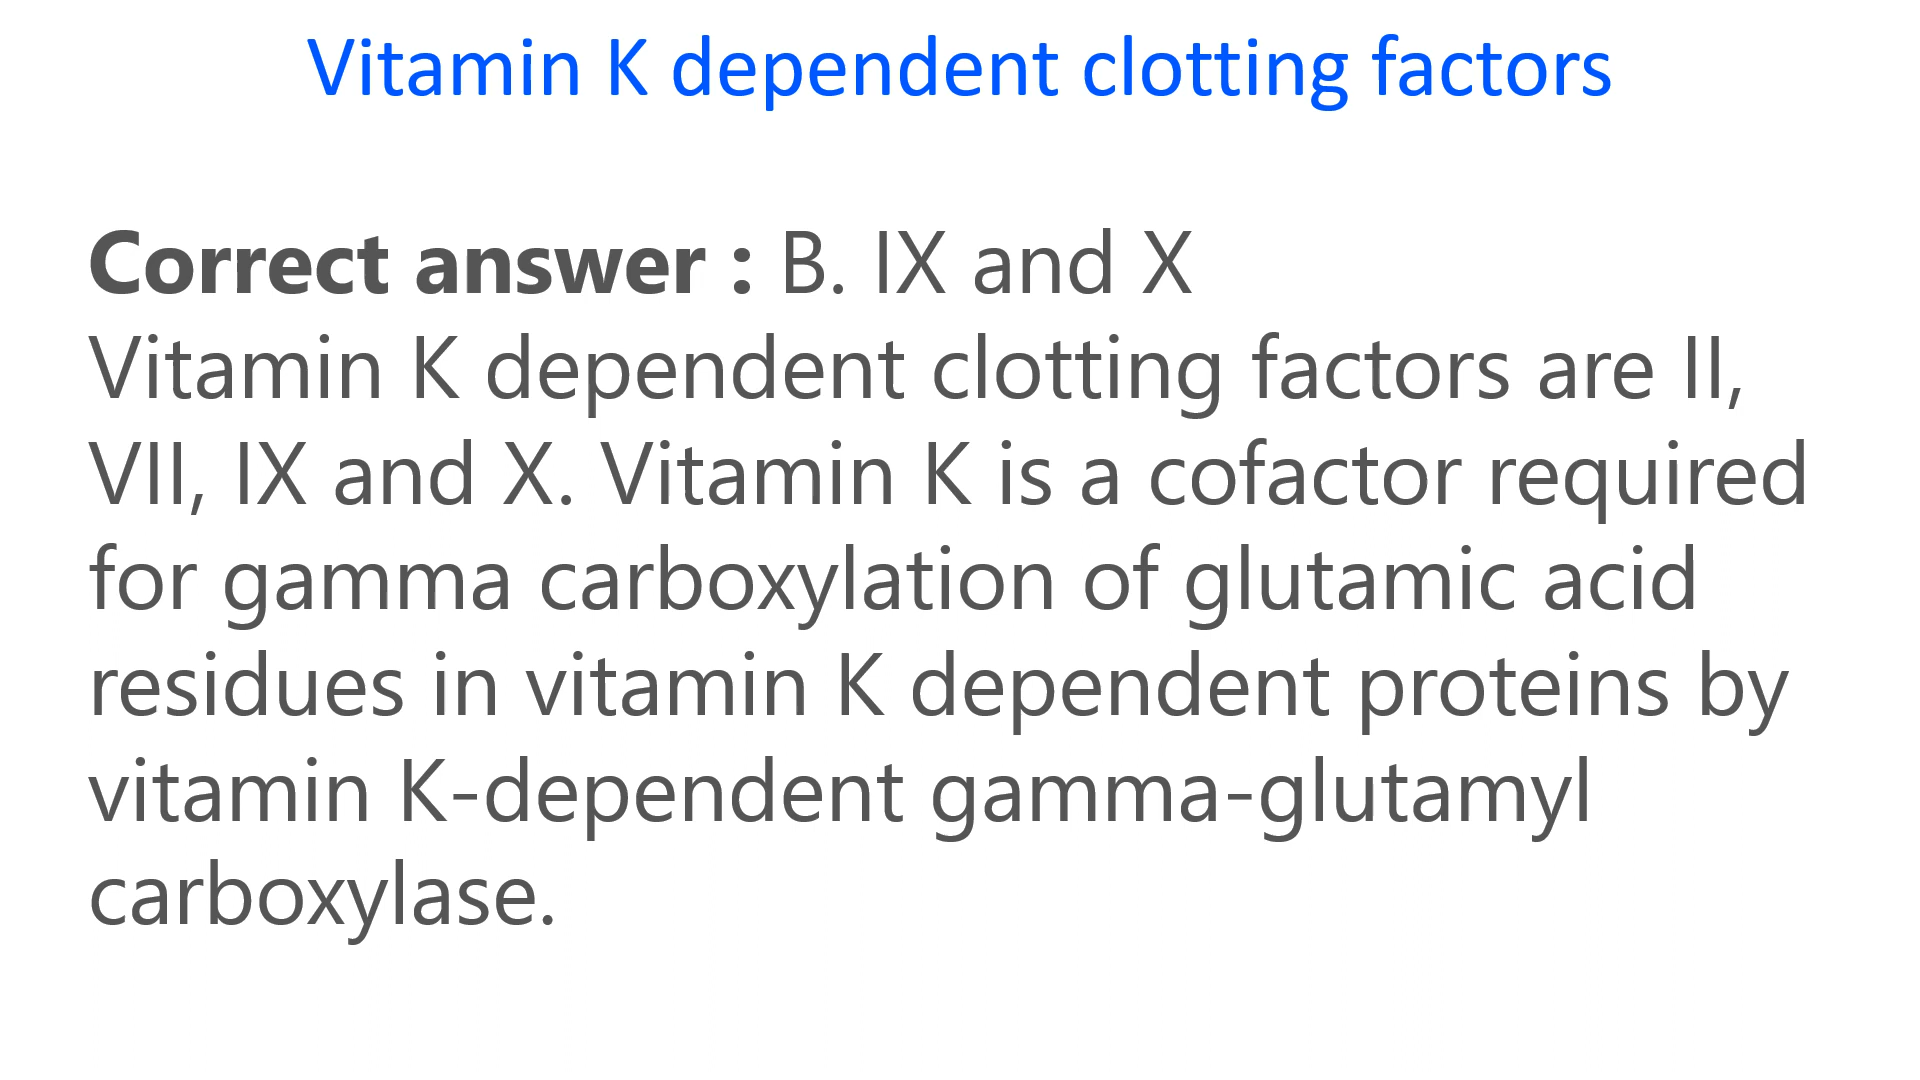 Vitamin K dependent clotting factors
Correct answer : B. IX and X
Vitamin K dependent clotting factors are II,
VII, IX and X. Vitamin K is a cofactor required
for gamma carboxylation of glutamic acid
residues in vitamin K dependent proteins by
vitamin K-dependent gamma-glutamyl
carboxylase.